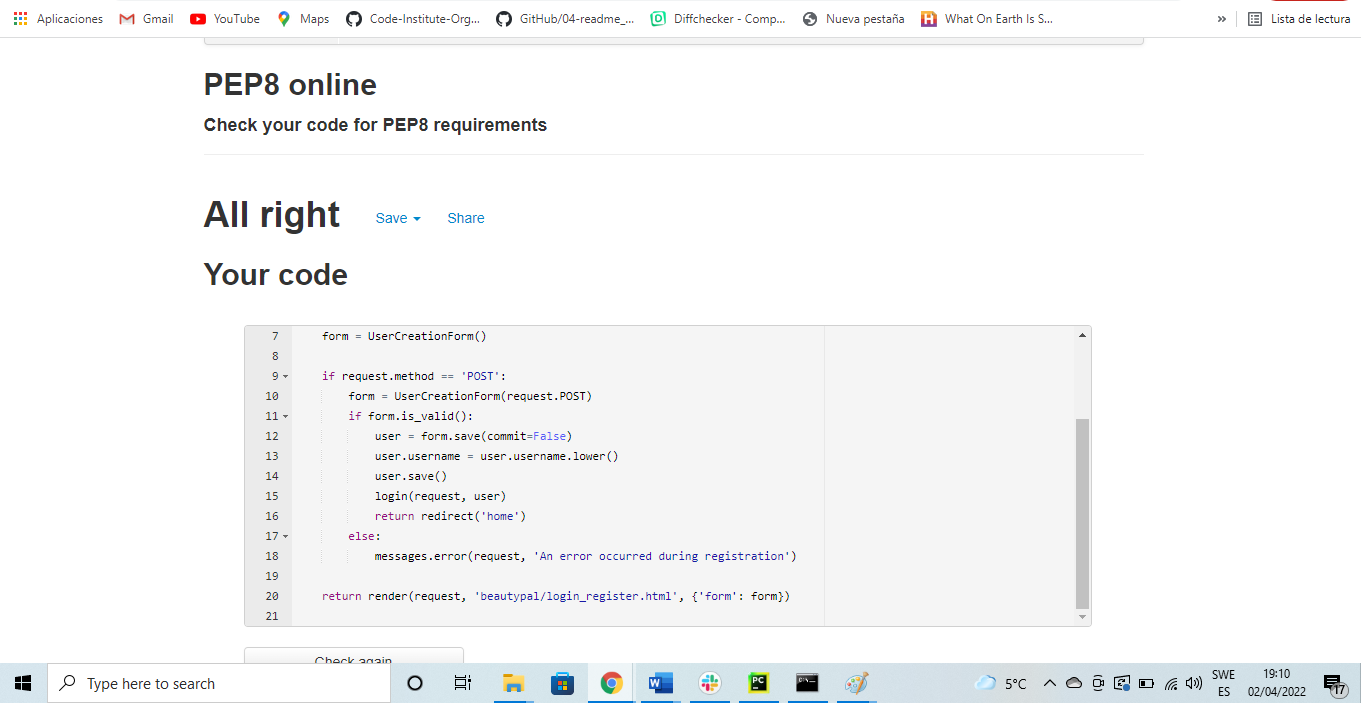 Aplicaciones Gmail YouTube Maps Code-Institute-Org... GitHub/04-readme_... Diffchecker - Comp... Nueva pestaña What On Earth Is S... » Lista de lectura
PEP8 online
Check your code for PEP8 requirements
All right Save Share
Your code
7 form = UserCreationForm()
8
9 if request.method == 'POST':
10 form = UserCreationForm(request.POST)
11 if form.is_valid():
12 user = form.save(commit=False)
13 user.username = user.username.lower()
14 user.save()
15 login(request, user)
16 return redirect('home')
17 else:
18 messages.error(request, 'An error occurred during registration')
19
20 return render(request, 'beautypal/login_register.html', {'form': form})
21
Check again
Type here to search 5°C SWE 19:10
ES 02/04/2022 17